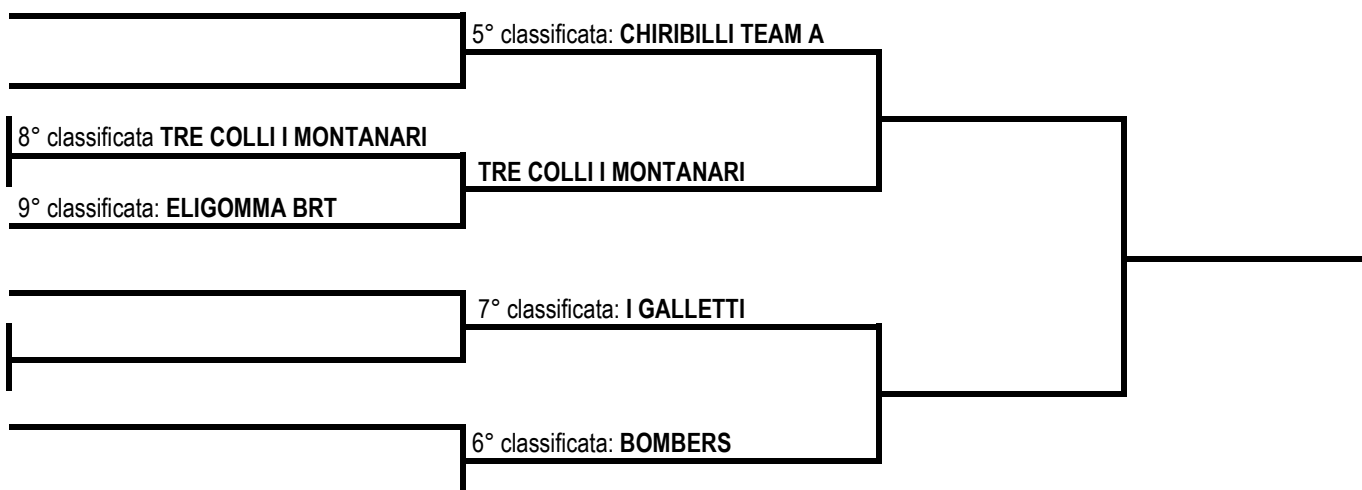 5° classificata: CHIRIBILLI TEAM A
8° classificata TRE COLLI I MONTANARI
TRE COLLI I MONTANARI
9° classificata: ELIGOMMA BRT
7° classificata: I GALLETTI
6° classificata: BOMBERS